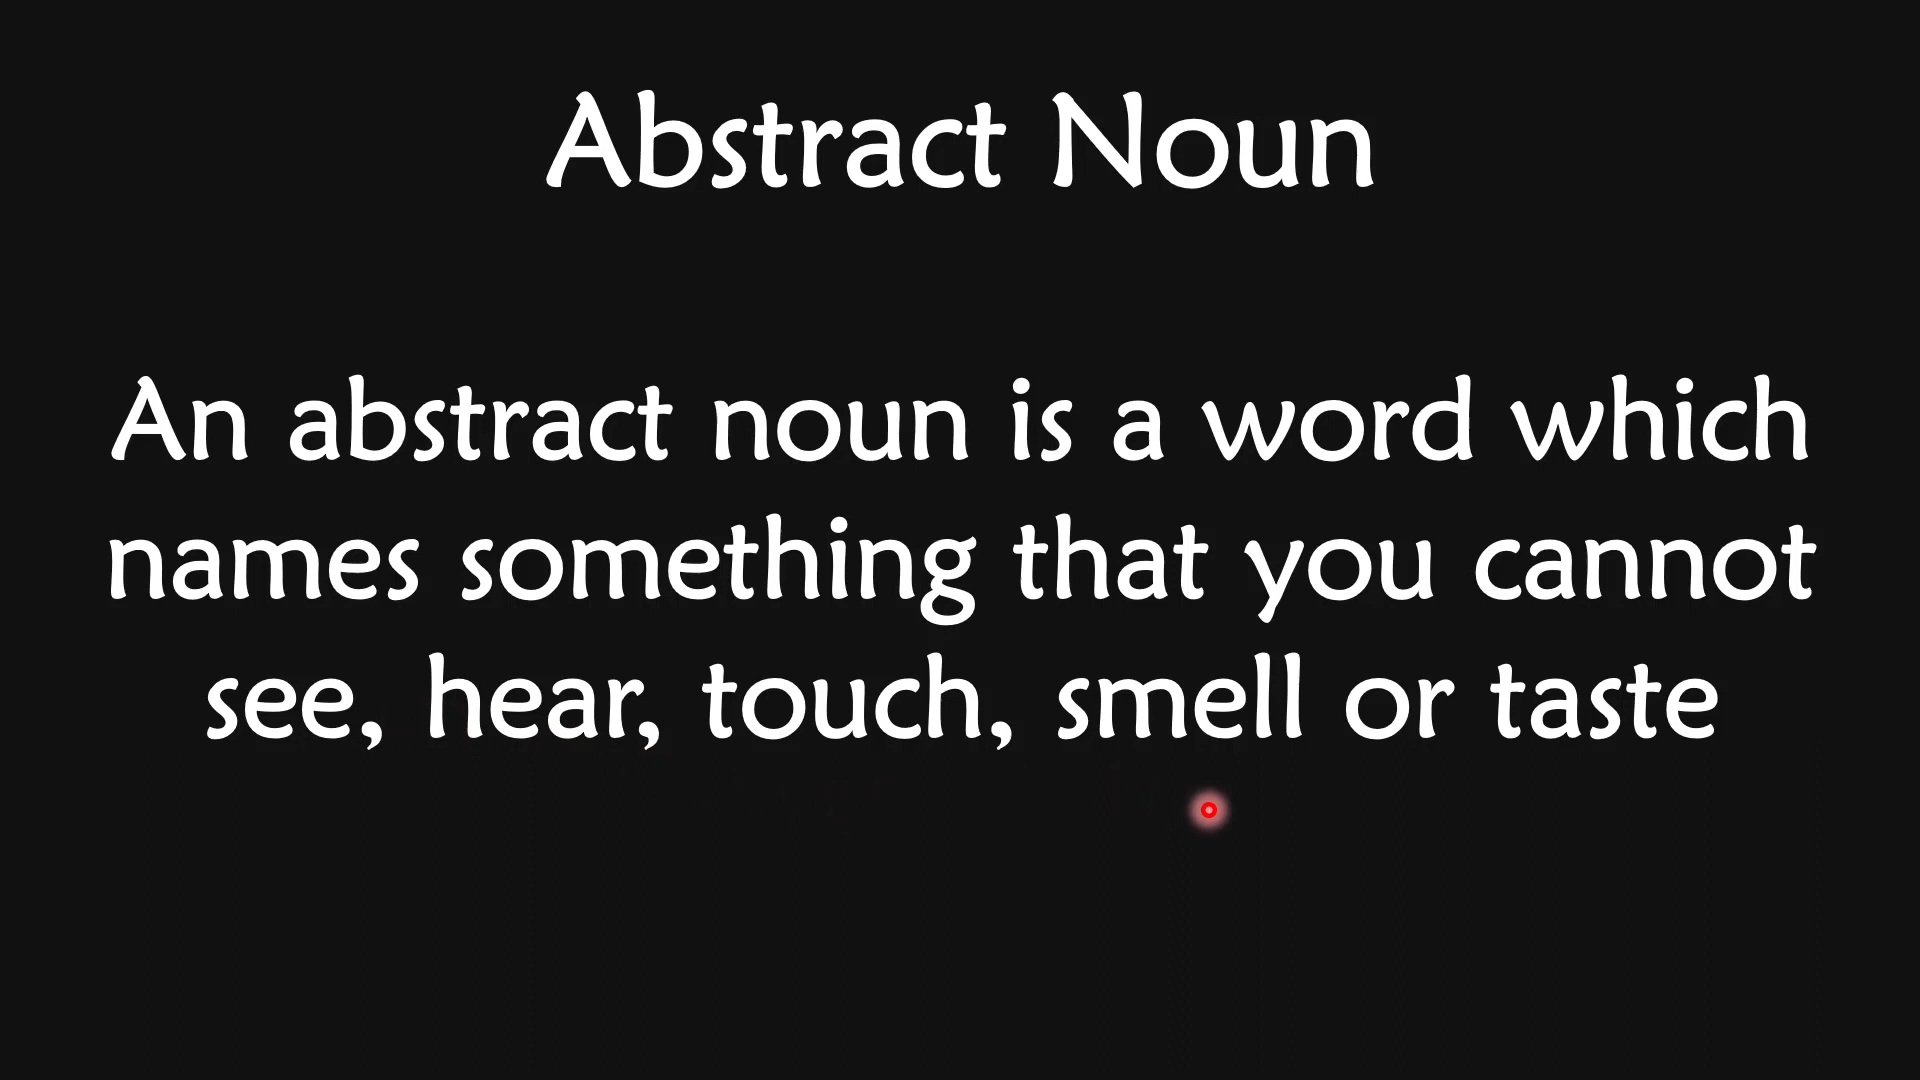 Abstract Noun
An abstract noun is a word which
names something that you cannot
see, hear, touch, smell or taste